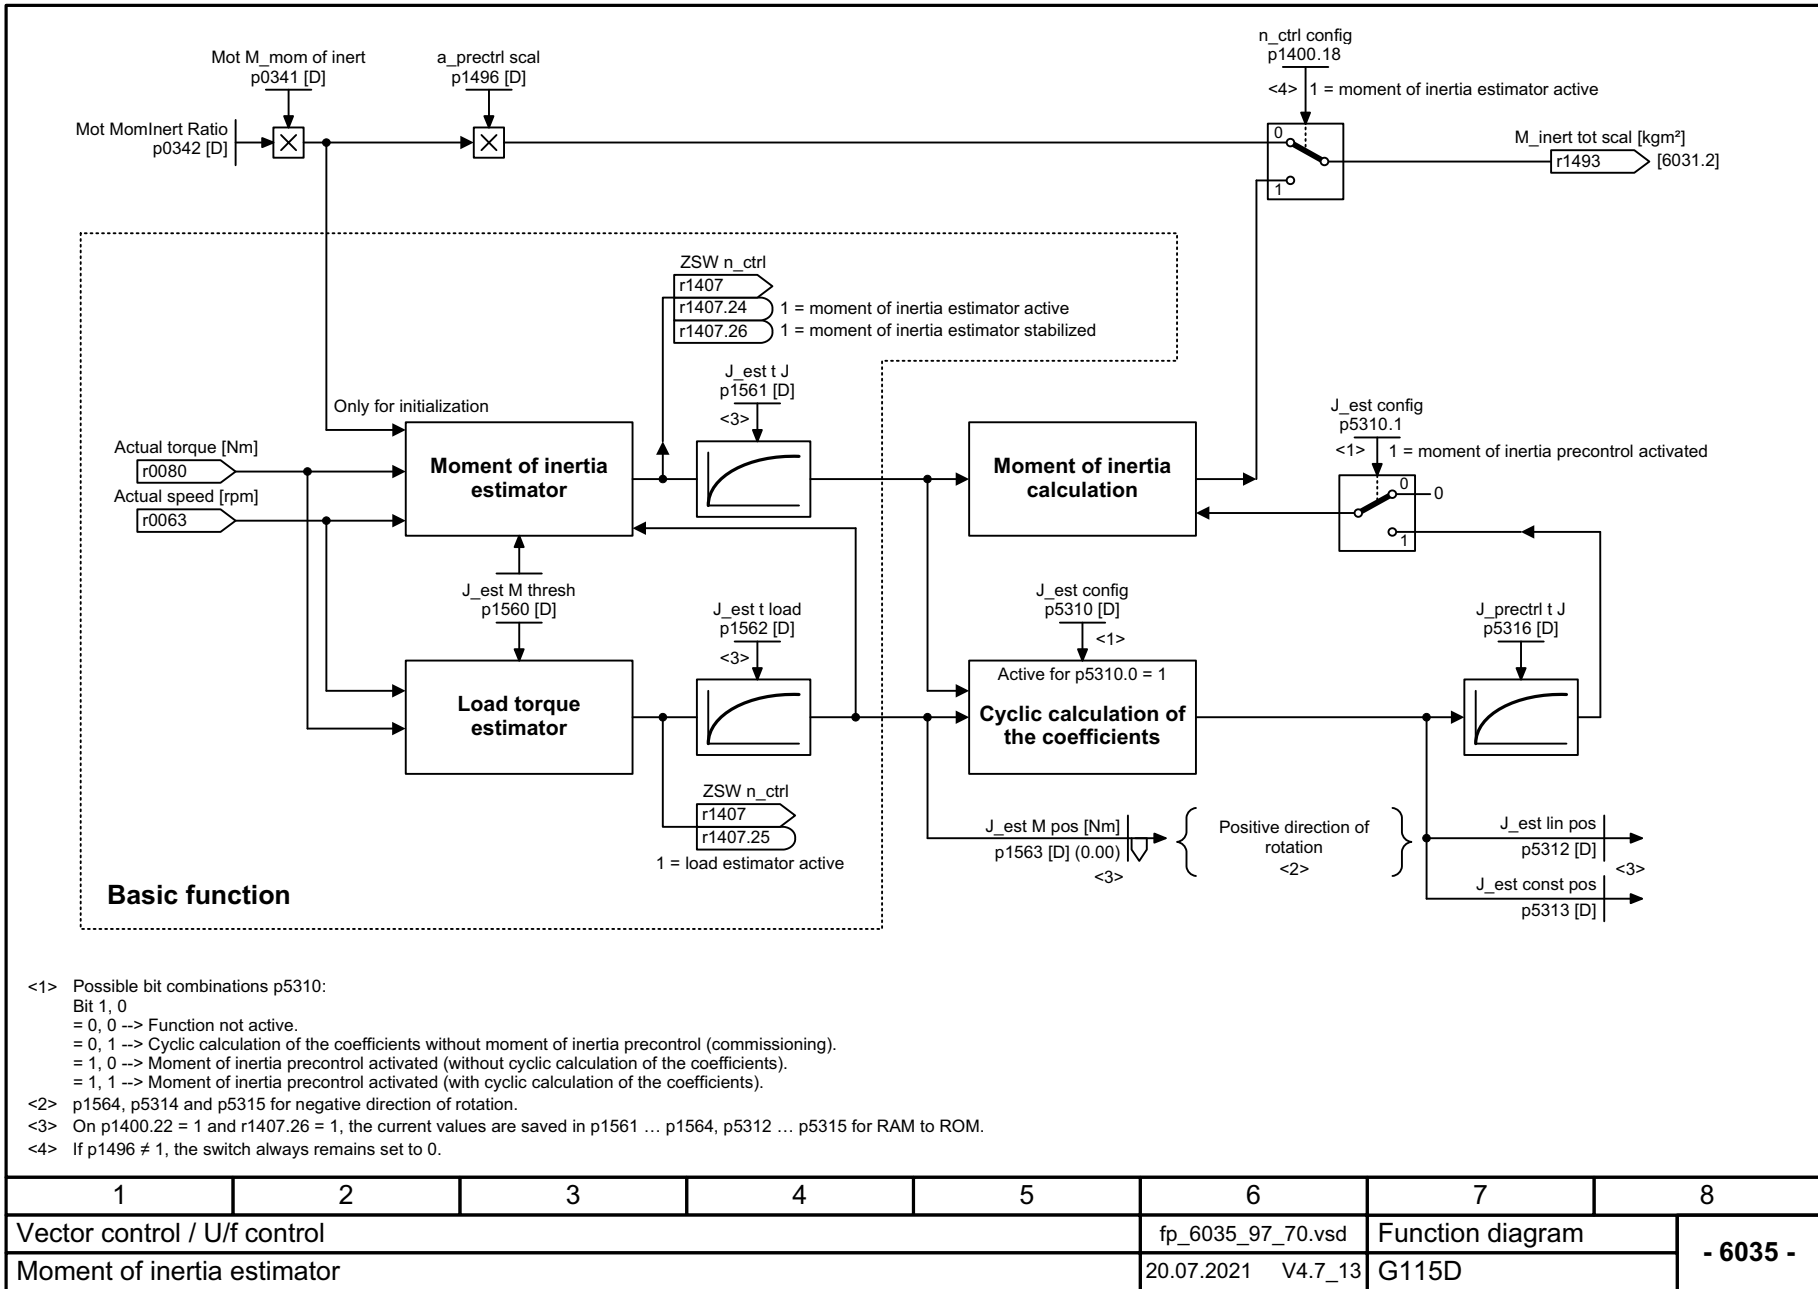 n_ctrl config
p1400.18
<4> 1 = moment of inertia estimator active
Mot M_mom of inert
p0341 [D]
a_prectrl scal
p1496 [D]
Mot MomInert Ratio
p0342 [D]
0
1
M_inert tot scal [kgm²]
r1493
[6031.2]
ZSW n_ctrl
r1407
r1407.24 1 = moment of inertia estimator active
r1407.26 1 = moment of inertia estimator stabilized
J_est t J
p1561 [D]
<3>
Only for initialization
Actual torque [Nm]
r0080
Actual speed [rpm]
r0063
Moment of inertia
estimator
Moment of inertia
calculation
J_est config
p5310.1
<1> 1 = moment of inertia precontrol activated
0
0
1
J_est M thresh
p1560 [D]
J_est t load
p1562 [D]
<3>
J_est config
p5310 [D]
<1>
J_prectrl t J
p5316 [D]
Load torque
estimator
Active for p5310.0 = 1
Cyclic calculation of
the coefficients
ZSW n_ctrl
r1407
r1407.25
1 = load estimator active
J_est M pos [Nm]
p1563 [D] (0.00)
<3>
Positive direction of
rotation
<2>
J_est lin pos
p5312 [D]
<3>
J_est const pos
p5313 [D]
Basic function
<1> Possible bit combinations p5310:
Bit 1, 0
= 0, 0 --> Function not active.
= 0, 1 --> Cyclic calculation of the coefficients without moment of inertia precontrol (commissioning).
= 1, 0 --> Moment of inertia precontrol activated (without cyclic calculation of the coefficients).
= 1, 1 --> Moment of inertia precontrol activated (with cyclic calculation of the coefficients).
<2> p1564, p5314 and p5315 for negative direction of rotation.
<3> On p1400.22 = 1 and r1407.26 = 1, the current values are saved in p1561 … p1564, p5312 … p5315 for RAM to ROM.
<4> If p1496 ≠ 1, the switch always remains set to 0.
1 2 3 4 5 6 7 8
Vector control / U/f control fp_6035_97_70.vsd Function diagram
- 6035 -
Moment of inertia estimator 20.07.2021 V4.7_13 G115D